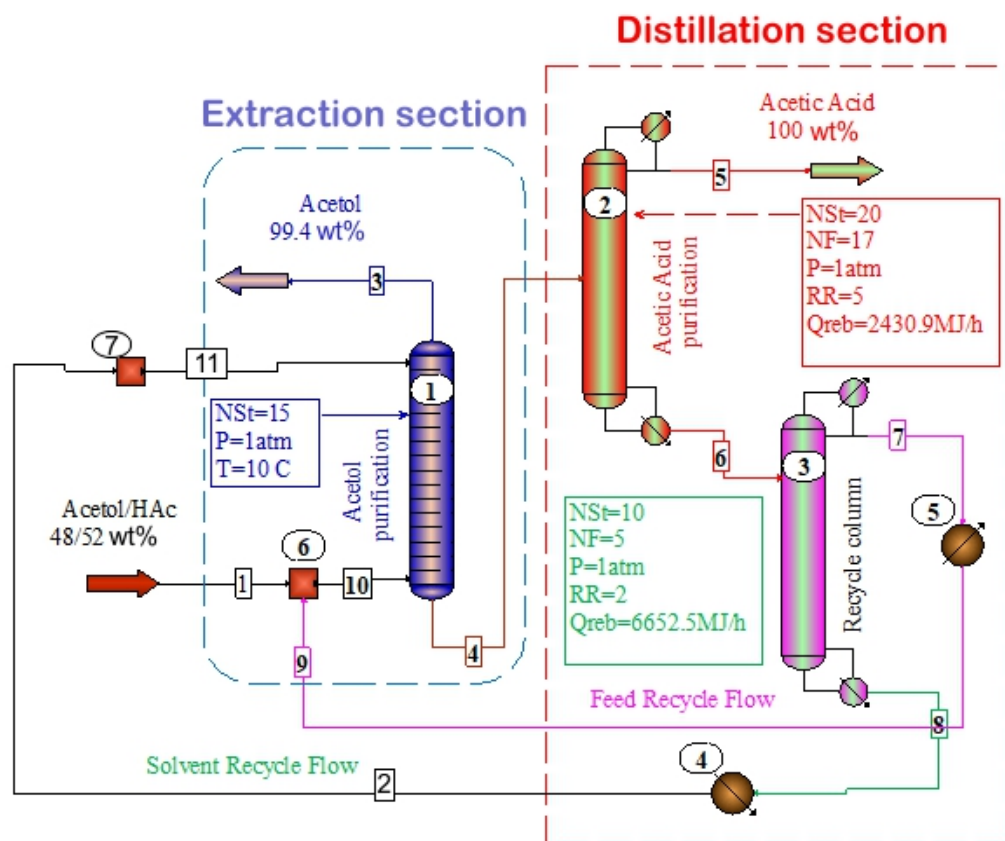 Distillation section
Extraction section
Acetic Acid
100 wt%
5
2
NSt=20
NF=17
P=1atm
RR=5
Qreb=2430.9MJ/h
Acetic Acid
purification
Acetol
99.4 wt%
3
7
11
1
NSt=15
P=1atm
T=10 C
Acetol
purification
6
3
7
5
Acetol/HAc
48/52 wt%
6
1
10
NSt=10
NF=5
P=1atm
RR=2
Qreb=6652.5MJ/h
Recycle column
4
9
Feed Recycle Flow
8
Solvent Recycle Flow
2
4